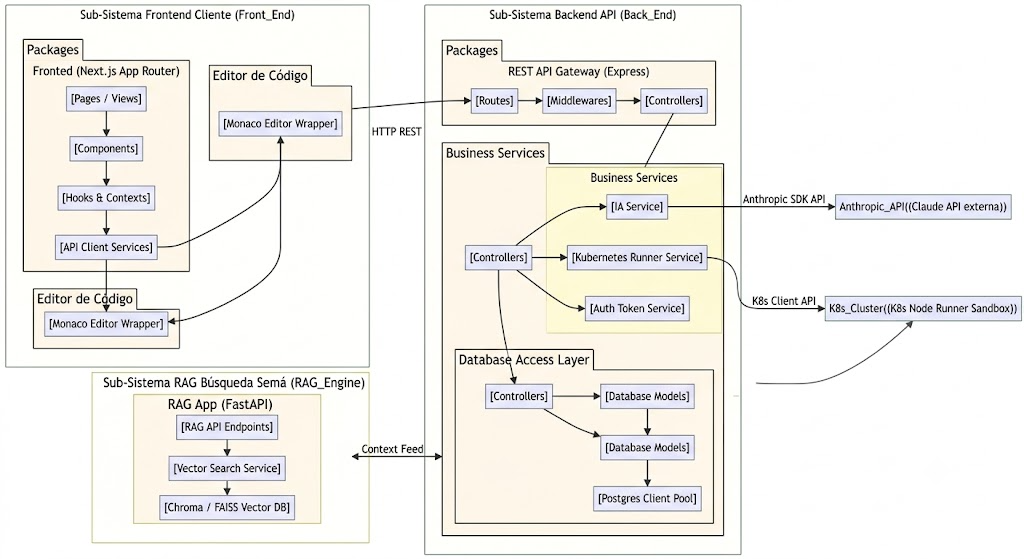 Sub-Sistema Frontend Cliente (Front_End)
Packages
Fronted (Next.js App Router)
[Pages / Views]
[Components]
[Hooks & Contexts]
[API Client Services]
Editor de Código
[Monaco Editor Wrapper]
Editor de Código
[Monaco Editor Wrapper]
HTTP REST
Sub-Sistema RAG Búsqueda Semá (RAG_Engine)
RAG App (FastAPI)
[RAG API Endpoints]
[Vector Search Service]
[Chroma / FAISS Vector DB]
Context Feed
Sub-Sistema Backend API (Back_End)
Packages
REST API Gateway (Express)
[Routes]
[Middlewares]
[Controllers]
Business Services
Business Services
[IA Service]
[Controllers]
[Kubernetes Runner Service]
[Auth Token Service]
Database Access Layer
[Controllers]
[Database Models]
[Database Models]
[Postgres Client Pool]
Anthropic SDK API
Anthropic_API((Claude API externa))
K8s Client API
K8s_Cluster((K8s Node Runner Sandbox))